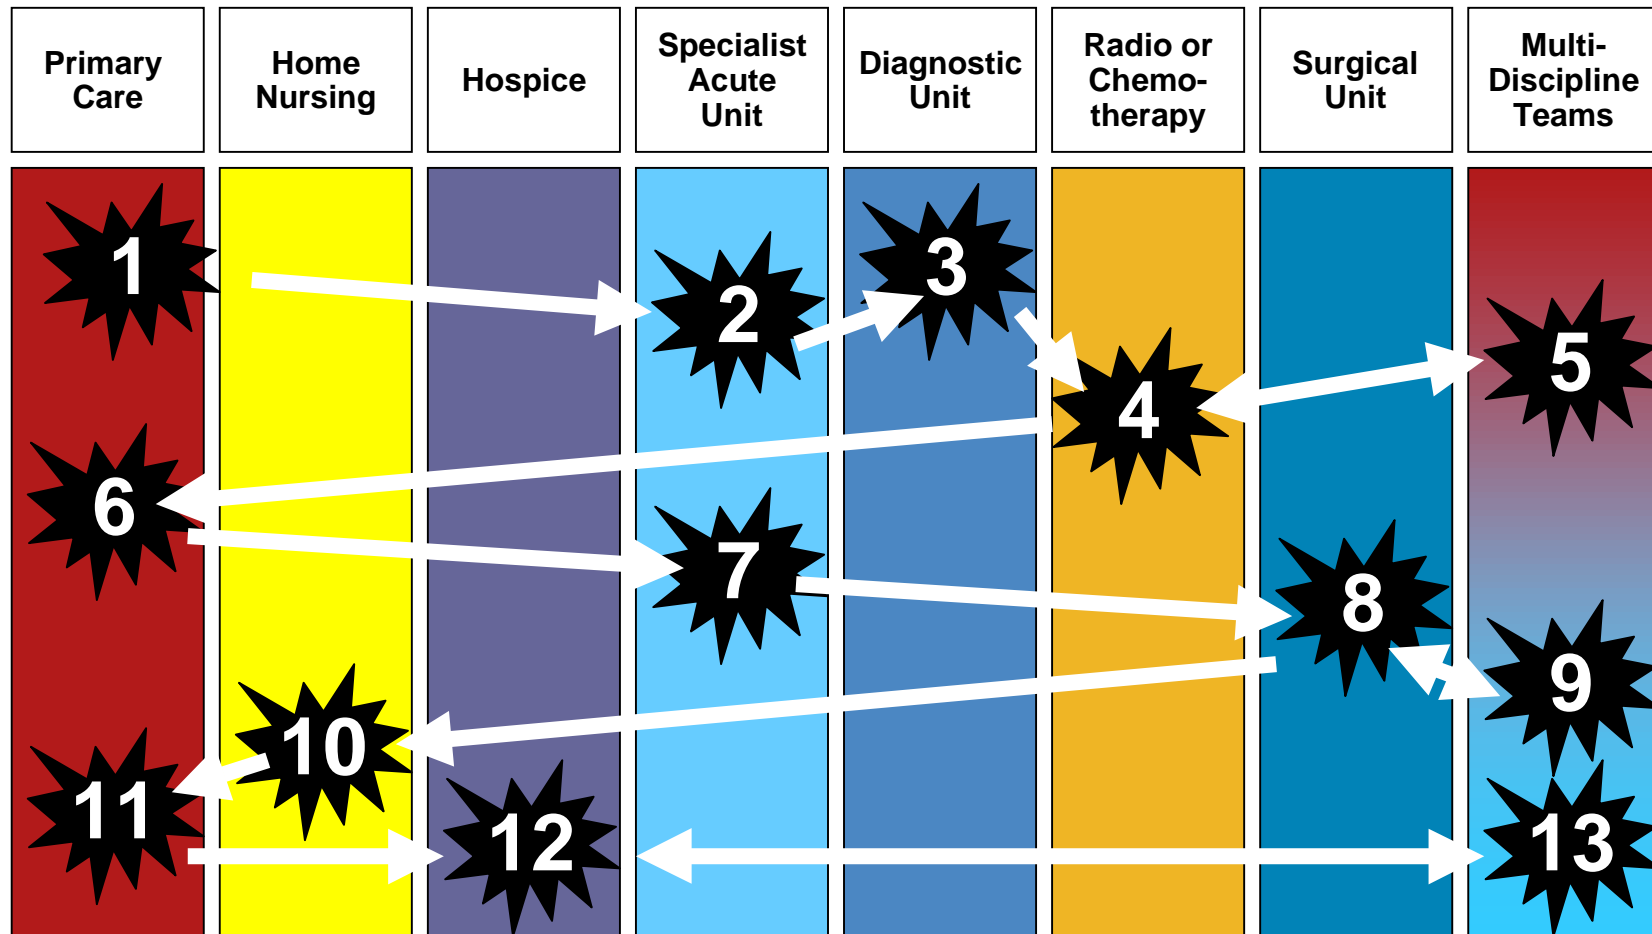 Primary
Care
Home
Nursing
Hospice
Specialist
Acute
Unit
Diagnostic
Unit
Radio or
Chemo-
therapy
Surgical
Unit
Multi-
Discipline
Teams
1
2
3
4
5
6
7
8
9
10
11
12
13